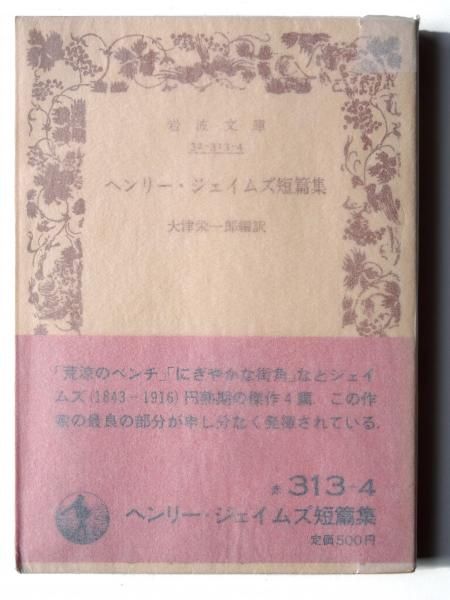 岩波文庫
32-313-4
ヘンリー・ジェイムズ短篇集
大津栄一郎編訳
「荒涼のベンチ」「にぎやかな街角」などジェイ
ムズ(1843-1916)円熟期の傑作4篇. この作
家の最良の部分が申し分なく発揮されている.
赤 313-4
ヘンリー・ジェイムズ短篇集
定価500円